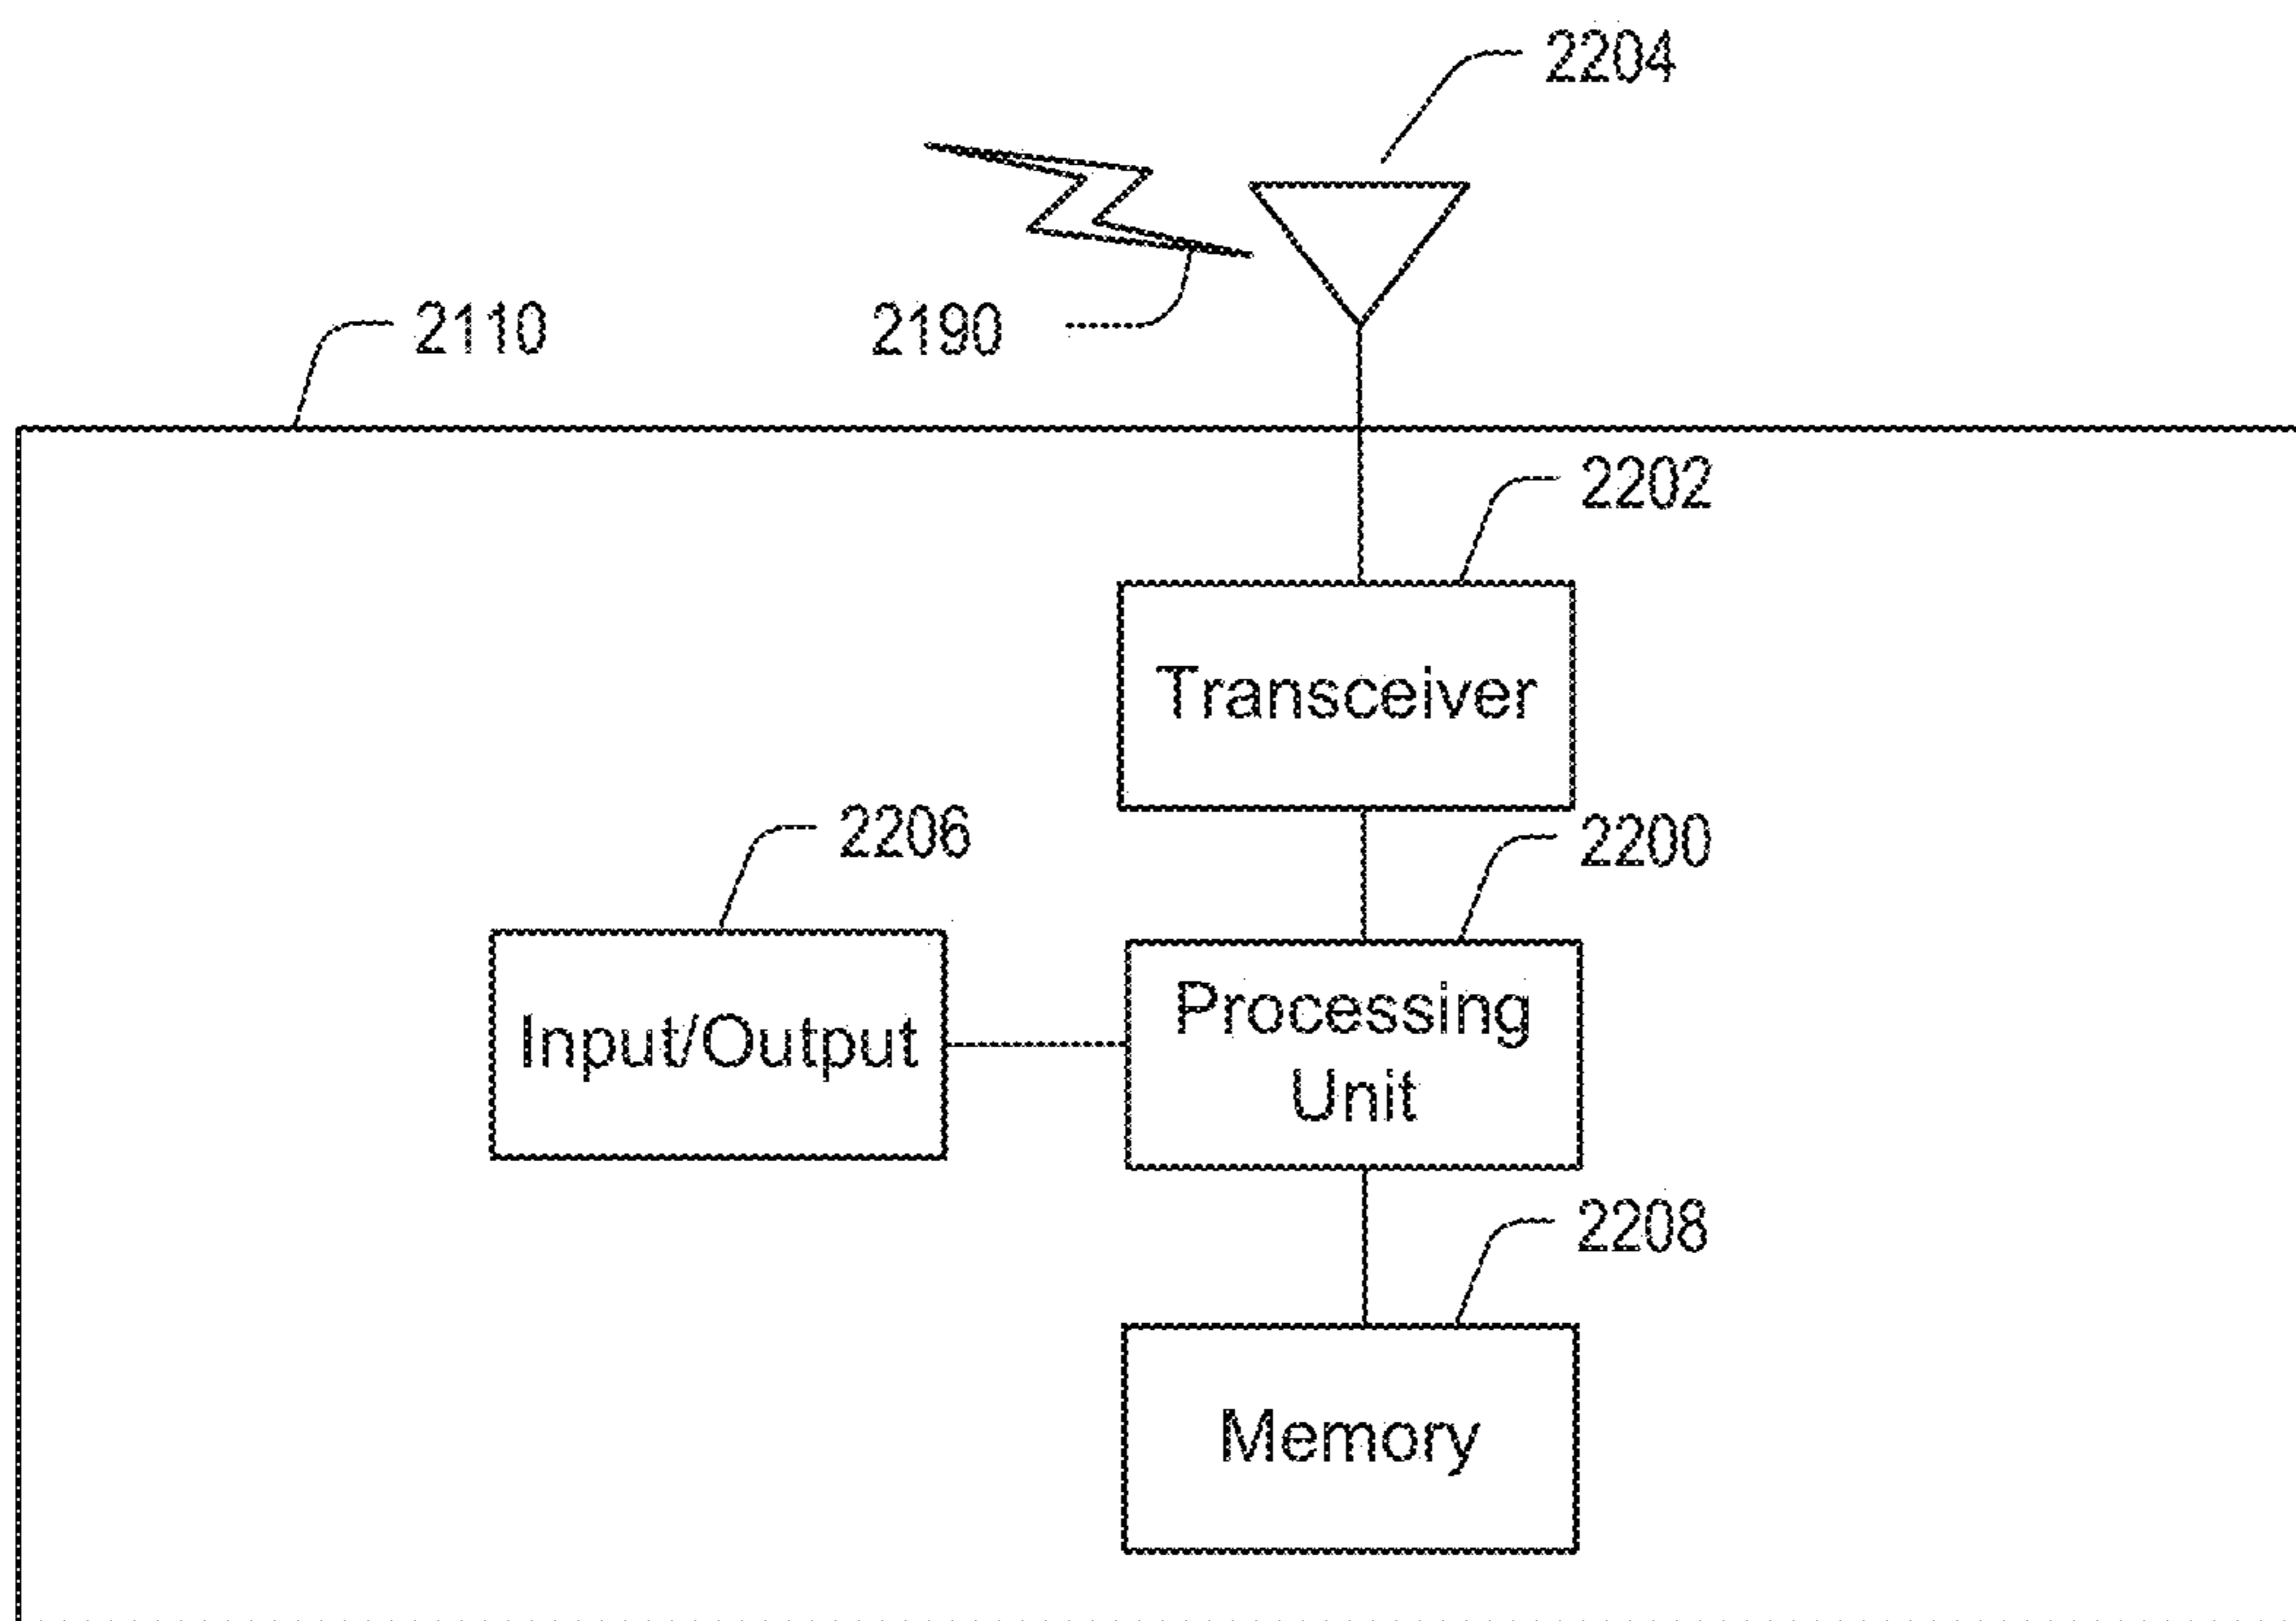 2204
2190
2110
2202
Transceiver
2206
2200
Input/Output
Processing
Unit
2208
Memory